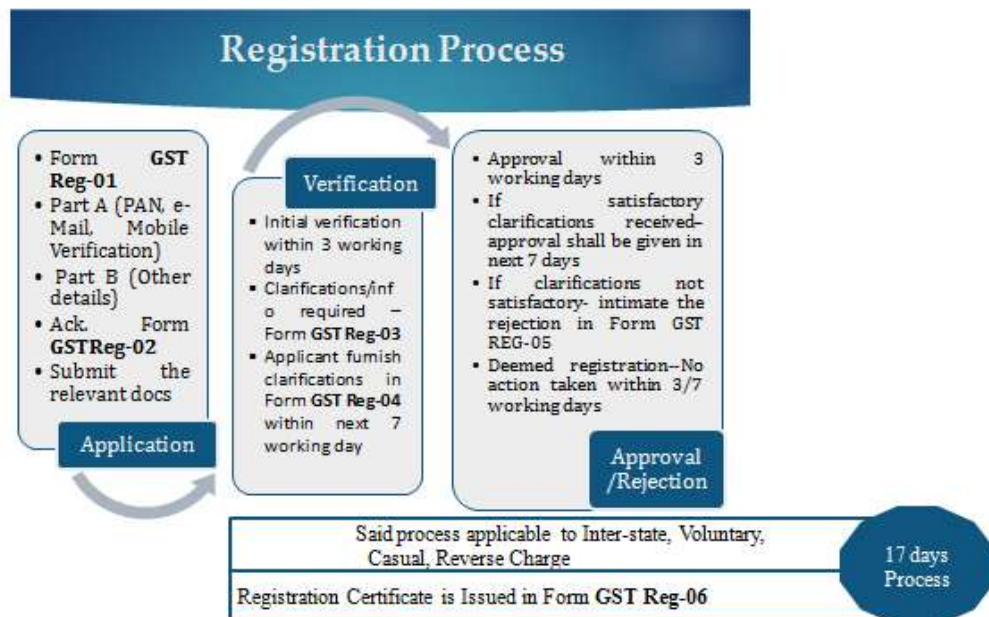 Registration Process
• Form GST
Reg-01
• Part A (PAN, e-
Mail, Mobile
Verification)
• Part B (Other
details)
• Ack. Form
GSTReg-02
• Submit the
relevant docs
Application
Verification
▪ Initial verification
within 3 working
days
▪ Clarifications/inf
o required –
Form GST Reg-03
▪ Applicant furnish
clarifications in
Form GST Reg-04
within next 7
working day
• Approval within 3
working days
• If satisfactory
clarifications received–
approval shall be given in
next 7 days
• If clarifications not
satisfactory- intimate the
rejection in Form GST
REG-05
• Deemed registration--No
action taken within 3/7
working days
Approval
/Rejection
Said process applicable to Inter-state, Voluntary,
Casual, Reverse Charge
Registration Certificate is Issued in Form GST Reg-06
17 days
Process